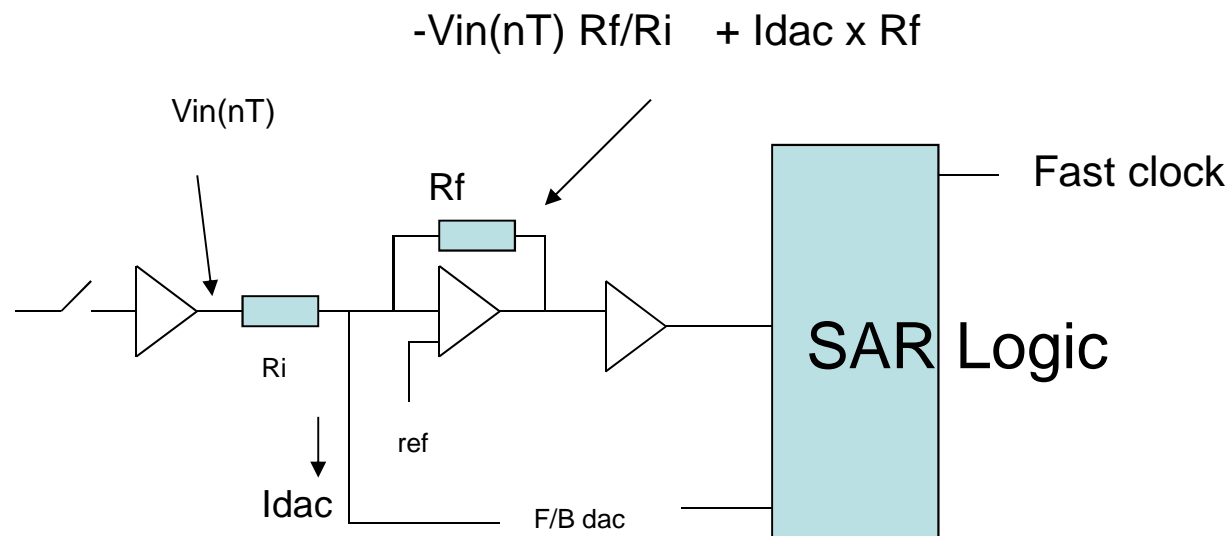 -Vin(nT) Rf/Ri + Idac x Rf
Vin(nT)
Fast clock
Rf
SAR Logic
Ri
ref
Idac
F/B dac